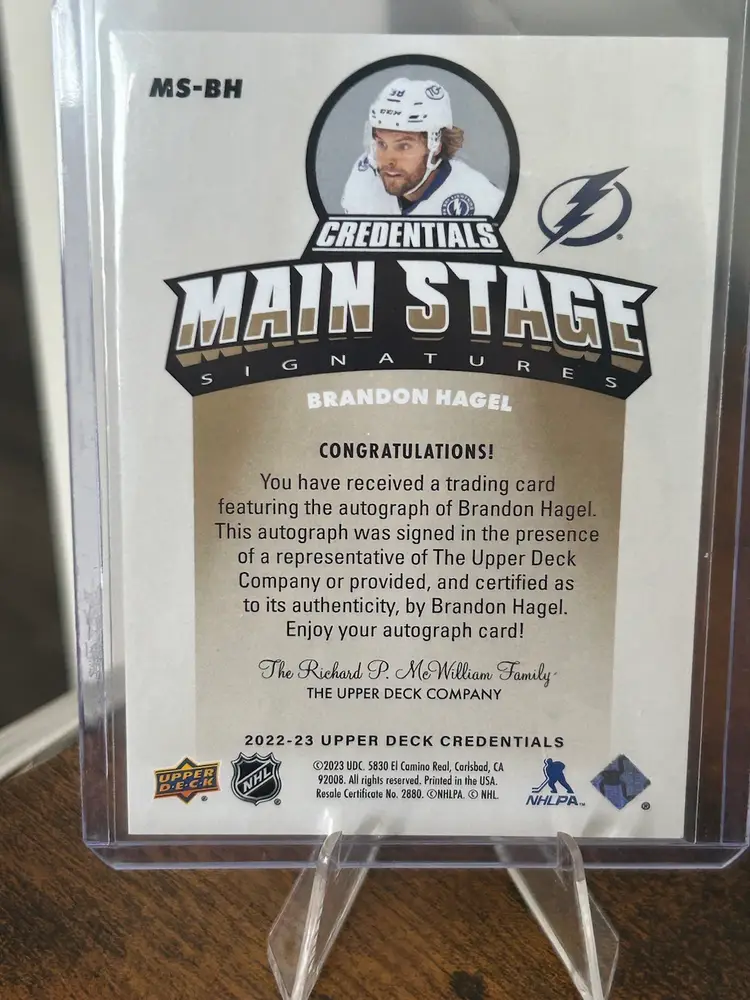 MS-BH
38
CCM
CREDENTIALS
MAIN STAGE
SIGNATURES
BRANDON HAGEL
CONGRATULATIONS!
You have received a trading card
featuring the autograph of Brandon Hagel.
This autograph was signed in the presence
of a representative of The Upper Deck
Company or provided, and certified as
to its authenticity, by Brandon Hagel.
Enjoy your autograph card!
The Richard P. McWilliam Family
THE UPPER DECK COMPANY
2022-23 UPPER DECK CREDENTIALS
UPPER
D·E·C·K
NHL
©2023 UDC. 5830 El Camino Real, Carlsbad, CA
92008. All rights reserved. Printed in the USA.
Resale Certificate No. 2880. ©NHLPA. © NHL.
NHLPA™